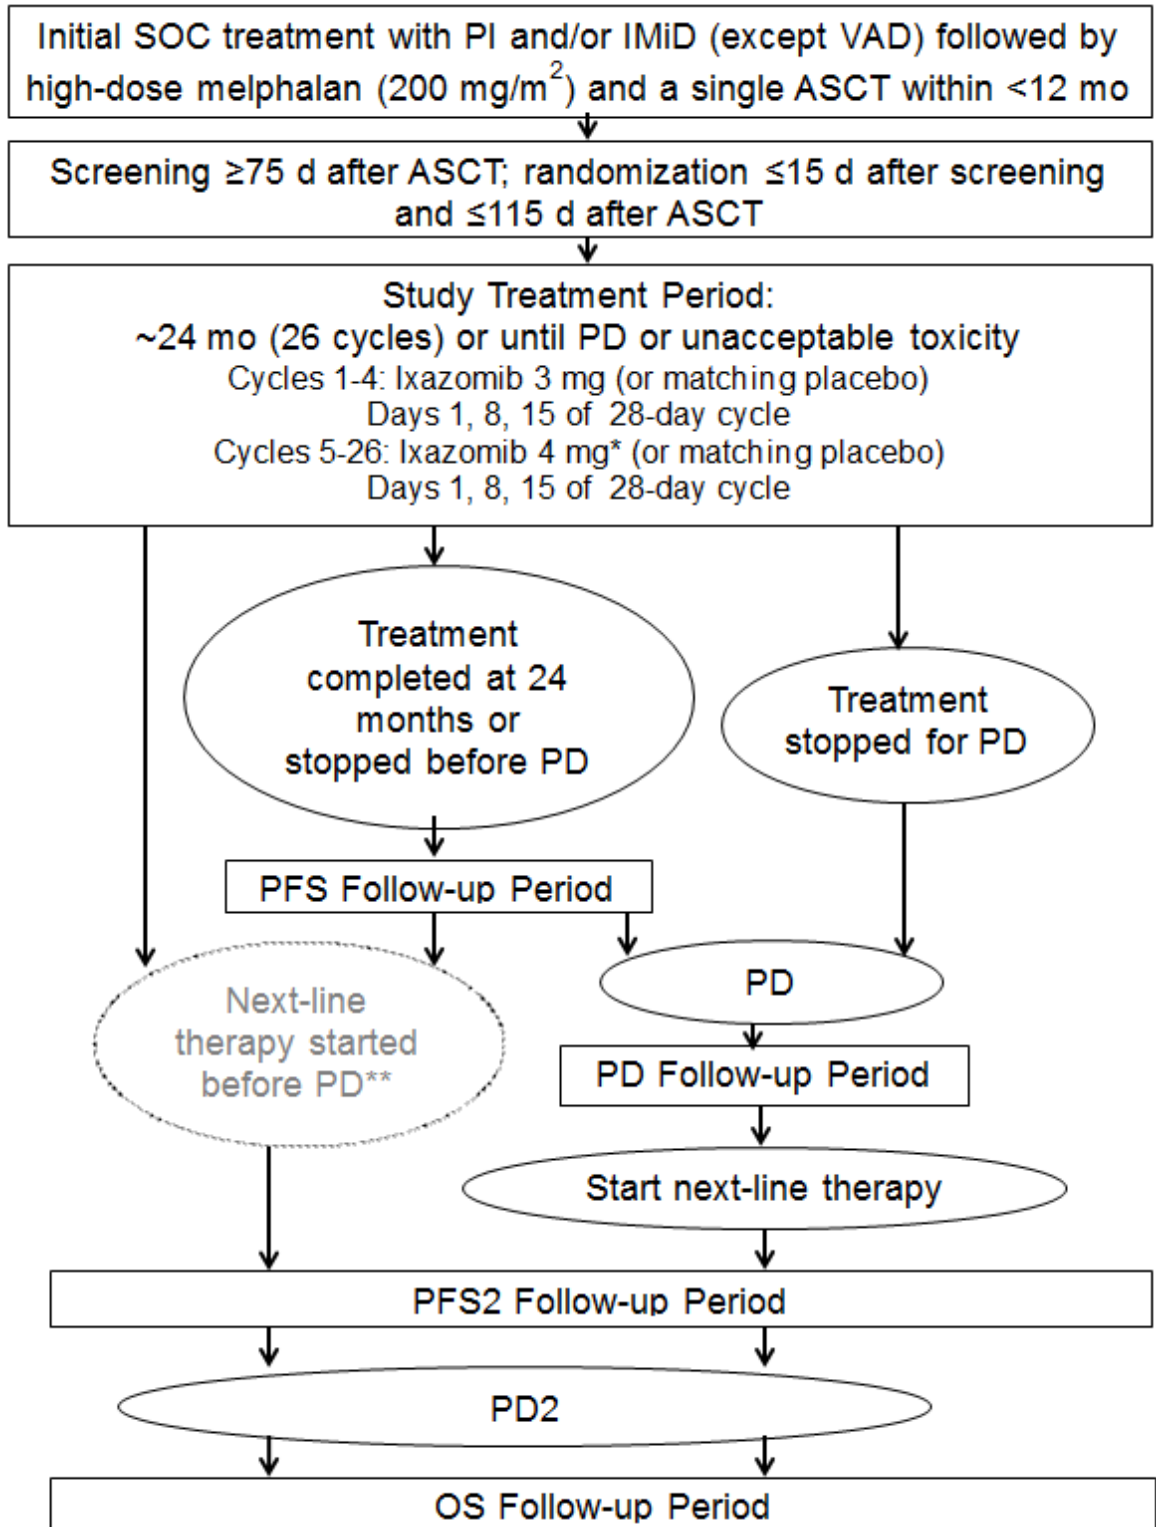 Initial SOC treatment with PI and/or IMiD (except VAD) followed by
high-dose melphalan (200 mg/m²) and a single ASCT within <12 mo
Screening ≥75 d after ASCT; randomization ≤15 d after screening
and ≤115 d after ASCT
Study Treatment Period:
~24 mo (26 cycles) or until PD or unacceptable toxicity
Cycles 1-4: Ixazomib 3 mg (or matching placebo)
Days 1, 8, 15 of 28-day cycle
Cycles 5-26: Ixazomib 4 mg* (or matching placebo)
Days 1, 8, 15 of 28-day cycle
Treatment
completed at 24
months or
stopped before PD
Treatment
stopped for PD
PFS Follow-up Period
PD
Next-line
therapy started
before PD**
PD Follow-up Period
Start next-line therapy
PFS2 Follow-up Period
PD2
OS Follow-up Period